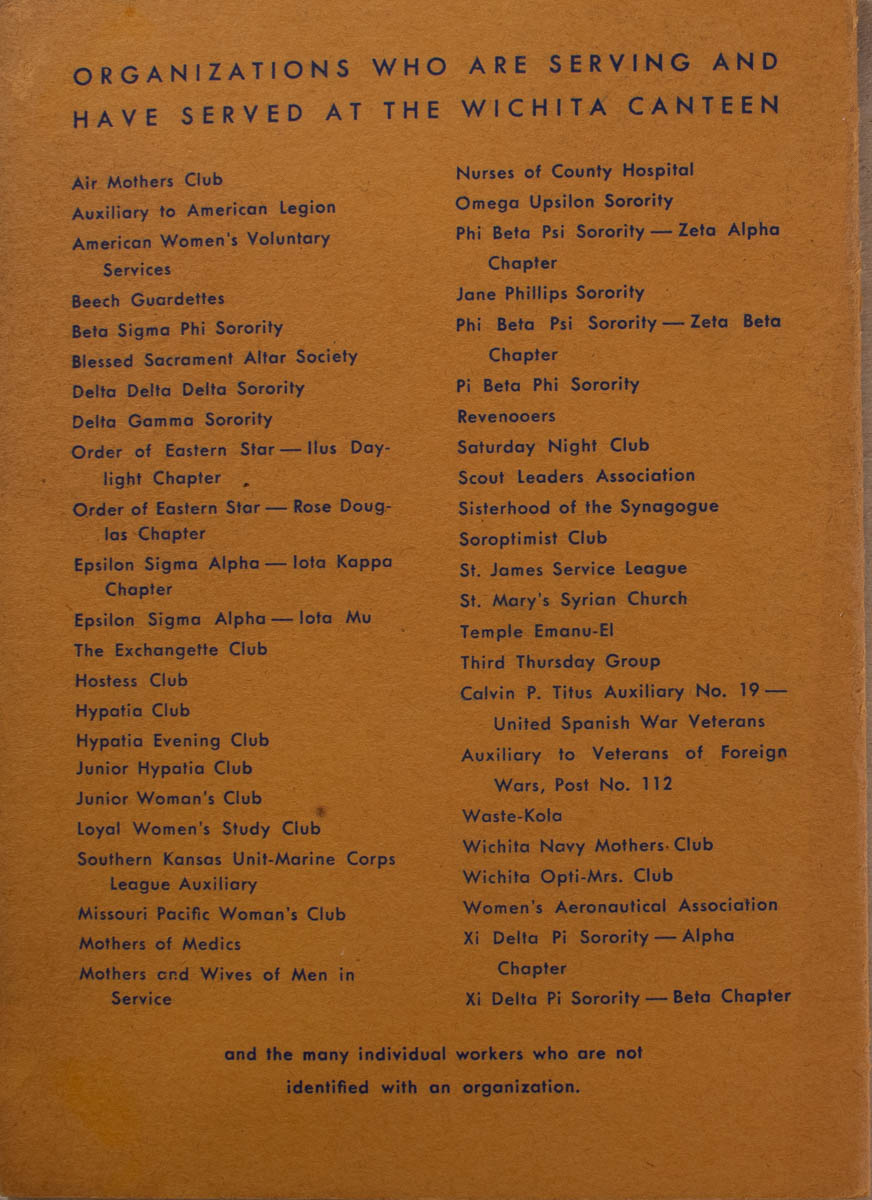 ORGANIZATIONS WHO ARE SERVING AND
HAVE SERVED AT THE WICHITA CANTEEN
Air Mothers Club
Auxiliary to American Legion
American Women's Voluntary
Services
Beech Guardettes
Beta Sigma Phi Sorority
Blessed Sacrament Altar Society
Delta Delta Delta Sorority
Delta Gamma Sorority
Order of Eastern Star — Ilus Day-
light Chapter
Order of Eastern Star — Rose Doug-
las Chapter
Epsilon Sigma Alpha — Iota Kappa
Chapter
Epsilon Sigma Alpha — Iota Mu
The Exchangette Club
Hostess Club
Hypatia Club
Hypatia Evening Club
Junior Hypatia Club
Junior Woman's Club
Loyal Women's Study Club
Southern Kansas Unit-Marine Corps
League Auxiliary
Missouri Pacific Woman's Club
Mothers of Medics
Mothers and Wives of Men in
Service
Nurses of County Hospital
Omega Upsilon Sorority
Phi Beta Psi Sorority — Zeta Alpha
Chapter
Jane Phillips Sorority
Phi Beta Psi Sorority — Zeta Beta
Chapter
Pi Beta Phi Sorority
Revenooers
Saturday Night Club
Scout Leaders Association
Sisterhood of the Synagogue
Soroptimist Club
St. James Service League
St. Mary's Syrian Church
Temple Emanu-El
Third Thursday Group
Calvin P. Titus Auxiliary No. 19 —
United Spanish War Veterans
Auxiliary to Veterans of Foreign
Wars, Post No. 112
Waste-Kola
Wichita Navy Mothers Club
Wichita Opti-Mrs. Club
Women's Aeronautical Association
Xi Delta Pi Sorority — Alpha
Chapter
Xi Delta Pi Sorority — Beta Chapter
and the many individual workers who are not
identified with an organization.